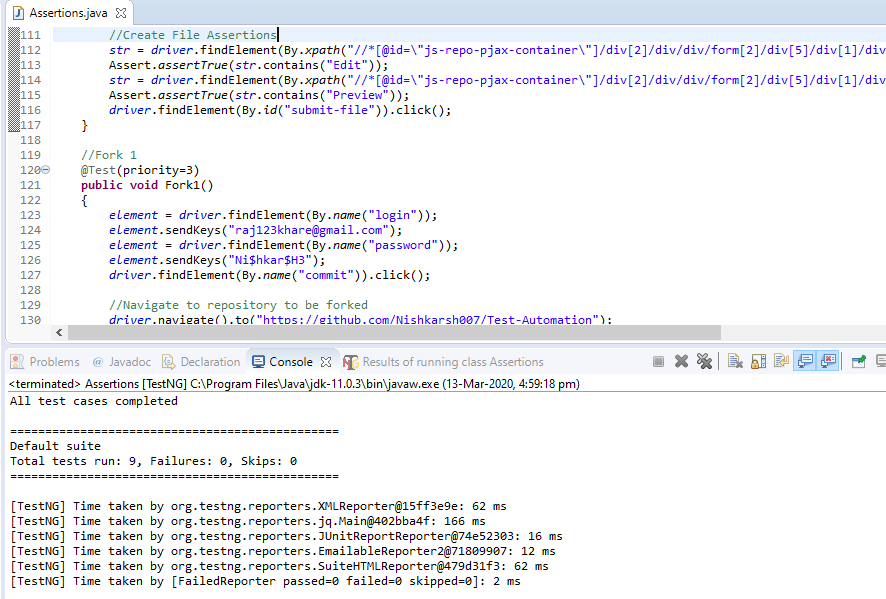 Assertions.java
111 //Create File Assertions
112 str = driver.findElement(By.xpath("//*[@id=\"js-repo-pjax-container\"]/div[2]/div/div/form[2]/div[5]/div[1]/div
113 Assert.assertTrue(str.contains("Edit"));
114 str = driver.findElement(By.xpath("//*[@id=\"js-repo-pjax-container\"]/div[2]/div/div/form[2]/div[5]/div[1]/div
115 Assert.assertTrue(str.contains("Preview"));
116 driver.findElement(By.id("submit-file")).click();
117 }
118
119 //Fork 1
120 @Test(priority=3)
121 public void Fork1()
122 {
123 element = driver.findElement(By.name("login"));
124 element.sendKeys("raj123khare@gmail.com");
125 element = driver.findElement(By.name("password"));
126 element.sendKeys("Ni$hkar$H3");
127 driver.findElement(By.name("commit")).click();
128
129 //Navigate to repository to be forked
130 driver.navigate().to("https://github.com/Nishkarsh007/Test-Automation");
Problems @ Javadoc Declaration Console Results of running class Assertions
<terminated> Assertions [TestNG] C:\Program Files\Java\jdk-11.0.3\bin\javaw.exe (13-Mar-2020, 4:59:18 pm)
All test cases completed
===============================================
Default suite
Total tests run: 9, Failures: 0, Skips: 0
===============================================
[TestNG] Time taken by org.testng.reporters.XMLReporter@15ff3e9e: 62 ms
[TestNG] Time taken by org.testng.reporters.jq.Main@402bba4f: 166 ms
[TestNG] Time taken by org.testng.reporters.JUnitReportReporter@74e52303: 16 ms
[TestNG] Time taken by org.testng.reporters.EmailableReporter2@71809907: 12 ms
[TestNG] Time taken by org.testng.reporters.SuiteHTMLReporter@479d31f3: 62 ms
[TestNG] Time taken by [FailedReporter passed=0 failed=0 skipped=0]: 2 ms